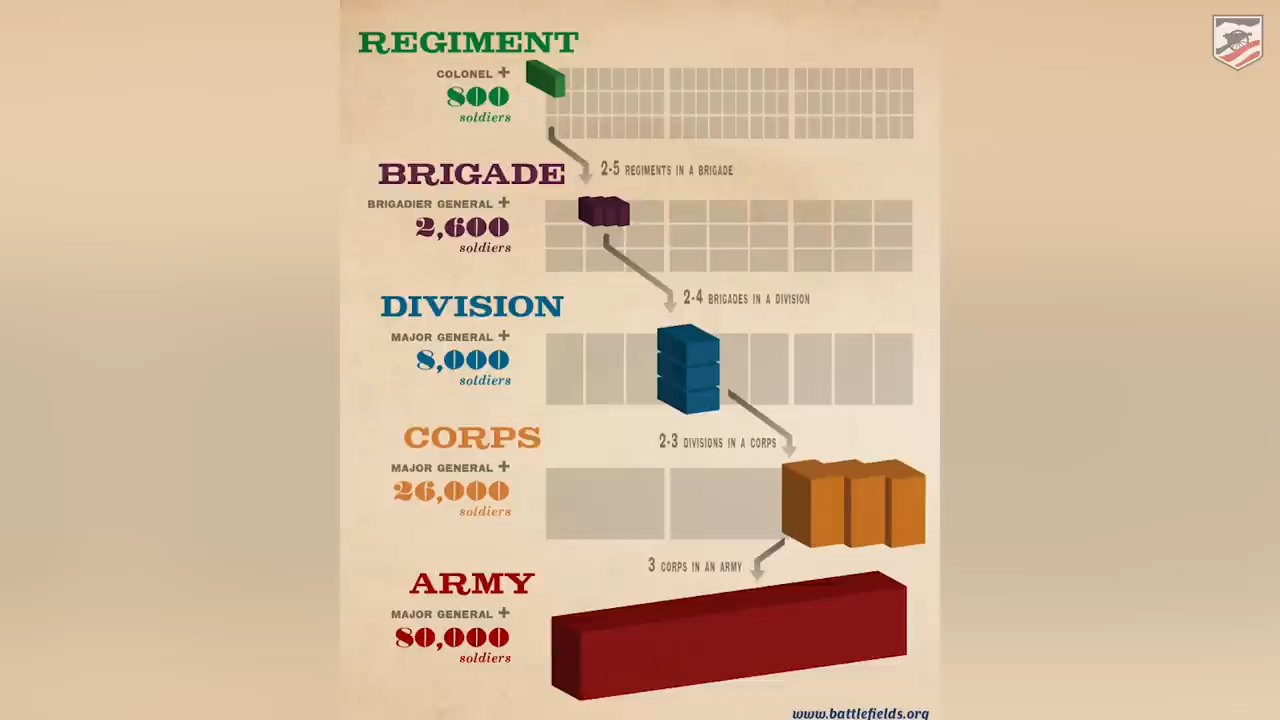 REGIMENT
COLONEL +
800
soldiers
2-5 REGIMENTS IN A BRIGADE
BRIGADE
BRIGADIER GENERAL +
2,600
soldiers
2-4 BRIGADES IN A DIVISION
DIVISION
MAJOR GENERAL +
8,000
soldiers
CORPS
2-3 DIVISIONS IN A CORPS
MAJOR GENERAL +
26,000
soldiers
3 CORPS IN AN ARMY
ARMY
MAJOR GENERAL +
80,000
soldiers
www.battlefields.org